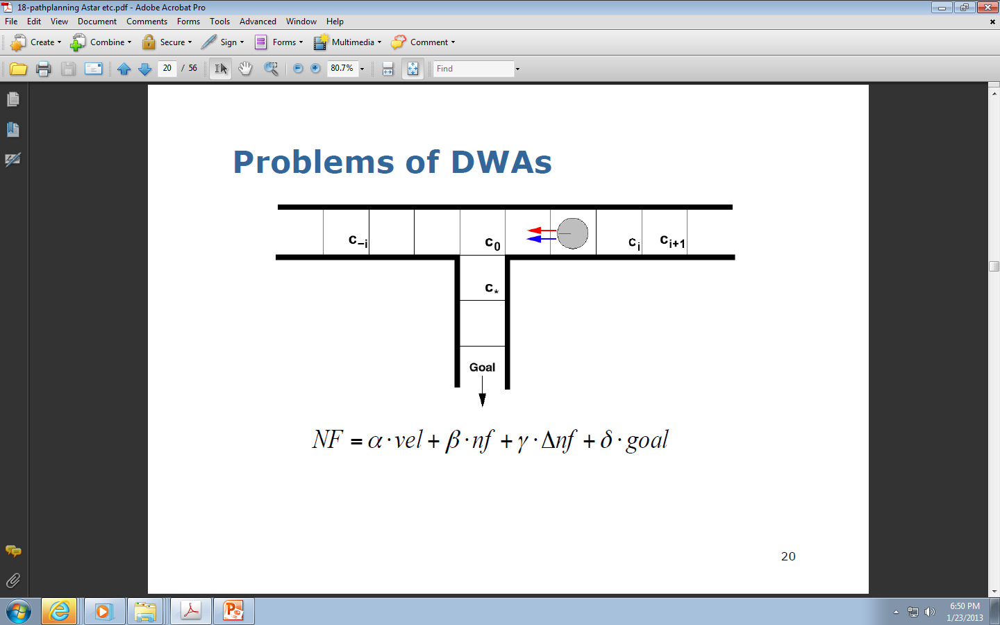 18-pathplanning Astar etc.pdf - Adobe Acrobat Pro
File Edit View Document Comments Forms Tools Advanced Window Help
Create Combine Secure Sign Forms Multimedia Comment
20 / 56 80.7% Find
Problems of DWAs
c–i c0 ci ci+1
c*
Goal
NF = α · vel + β · nf + γ · Δnf + δ · goal
20
6:50 PM
1/23/2013